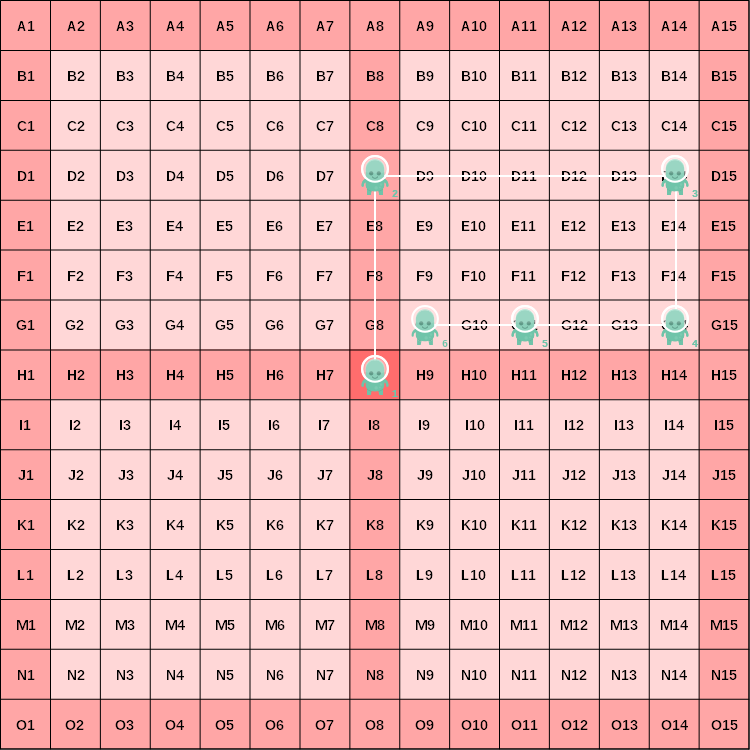 A1 A2 A3 A4 A5 A6 A7 A8 A9 A10 A11 A12 A13 A14 A15
B1 B2 B3 B4 B5 B6 B7 B8 B9 B10 B11 B12 B13 B14 B15
C1 C2 C3 C4 C5 C6 C7 C8 C9 C10 C11 C12 C13 C14 C15
D1 D2 D3 D4 D5 D6 D7 2 D9 D10 D11 D12 D13 3 D15
E1 E2 E3 E4 E5 E6 E7 E8 E9 E10 E11 E12 E13 E14 E15
F1 F2 F3 F4 F5 F6 F7 F8 F9 F10 F11 F12 F13 F14 F15
G1 G2 G3 G4 G5 G6 G7 G8 6 G10 5 G12 G13 4 G15
H1 H2 H3 H4 H5 H6 H7 1 H9 H10 H11 H12 H13 H14 H15
I1 I2 I3 I4 I5 I6 I7 I8 I9 I10 I11 I12 I13 I14 I15
J1 J2 J3 J4 J5 J6 J7 J8 J9 J10 J11 J12 J13 J14 J15
K1 K2 K3 K4 K5 K6 K7 K8 K9 K10 K11 K12 K13 K14 K15
L1 L2 L3 L4 L5 L6 L7 L8 L9 L10 L11 L12 L13 L14 L15
M1 M2 M3 M4 M5 M6 M7 M8 M9 M10 M11 M12 M13 M14 M15
N1 N2 N3 N4 N5 N6 N7 N8 N9 N10 N11 N12 N13 N14 N15
O1 O2 O3 O4 O5 O6 O7 O8 O9 O10 O11 O12 O13 O14 O15